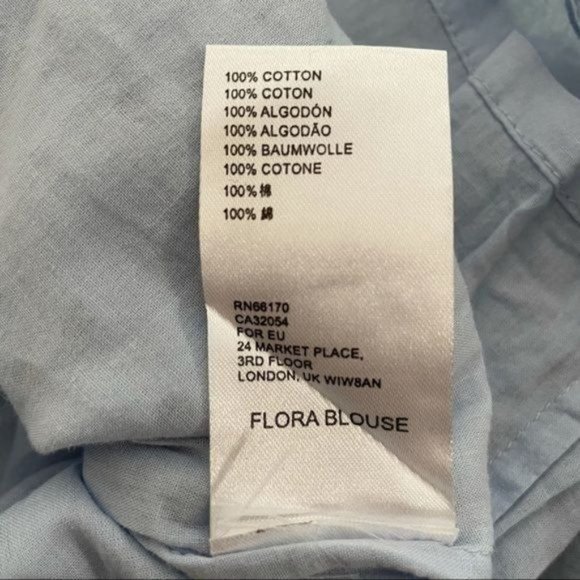 100% COTTON
100% COTON
100% ALGODÓN
100% ALGODÃO
100% BAUMWOLLE
100% COTONE
100% 棉
100% 綿
RN66170
CA32054
FOR EU
24 MARKET PLACE,
3RD FLOOR
LONDON, UK WIW8AN
FLORA BLOUSE